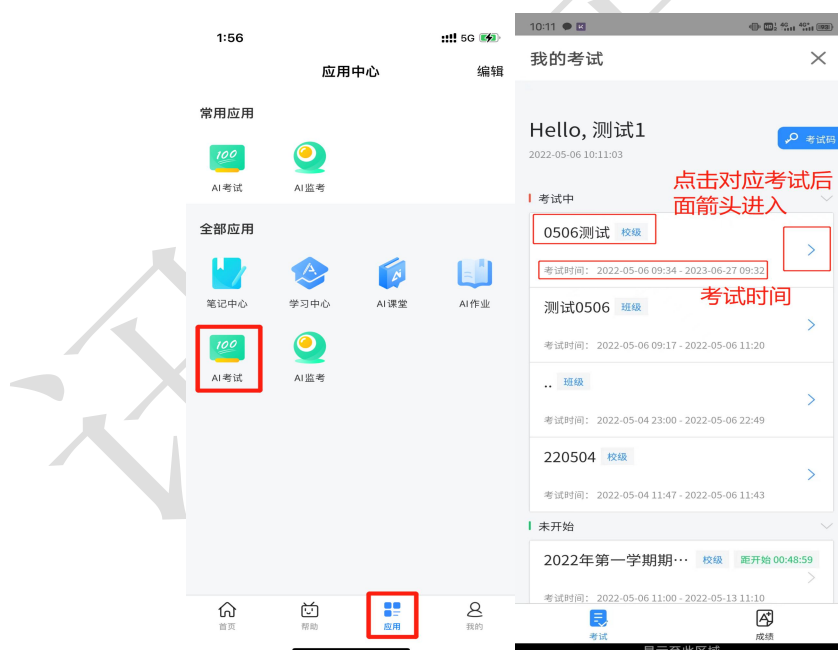 1:56
5G
应用中心
编辑
常用应用
AI考试
AI监考
全部应用
笔记中心
学习中心
AI课堂
AI作业
AI考试
AI监考
首页
帮助
应用
我的
10:11
我的考试
Hello, 测试1
考试码
2022-05-06 10:11:03
点击对应考试后
面箭头进入
考试中
0506测试 校级
考试时间: 2022-05-06 09:34 - 2023-06-27 09:32
考试时间
测试0506 班级
考试时间: 2022-05-06 09:17 - 2022-05-06 11:20
.. 班级
考试时间: 2022-05-04 23:00 - 2022-05-06 22:49
220504 校级
考试时间: 2022-05-04 11:47 - 2022-05-06 11:43
未开始
2022年第一学期期… 校级 距开始 00:48:59
考试时间: 2022-05-06 11:00 - 2022-05-13 11:10
考试
成绩